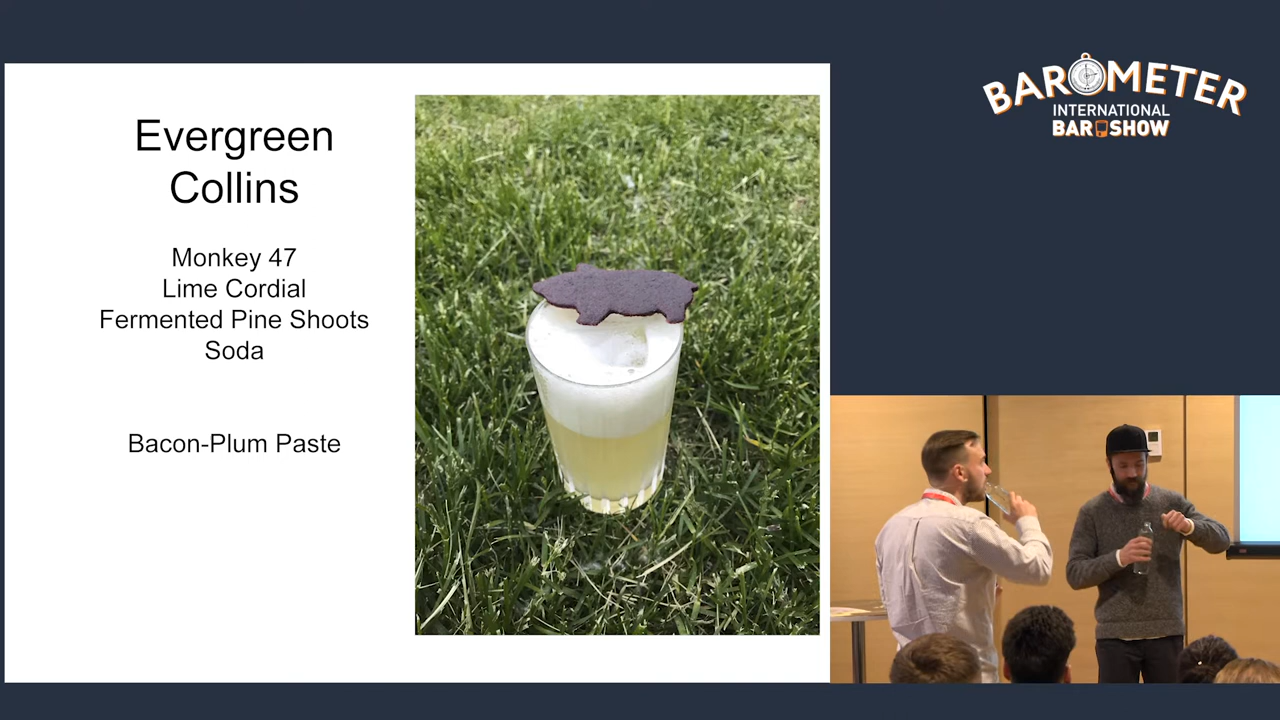 Evergreen
Collins
Monkey 47
Lime Cordial
Fermented Pine Shoots
Soda
Bacon-Plum Paste
BAROMETER
INTERNATIONAL
BAR SHOW